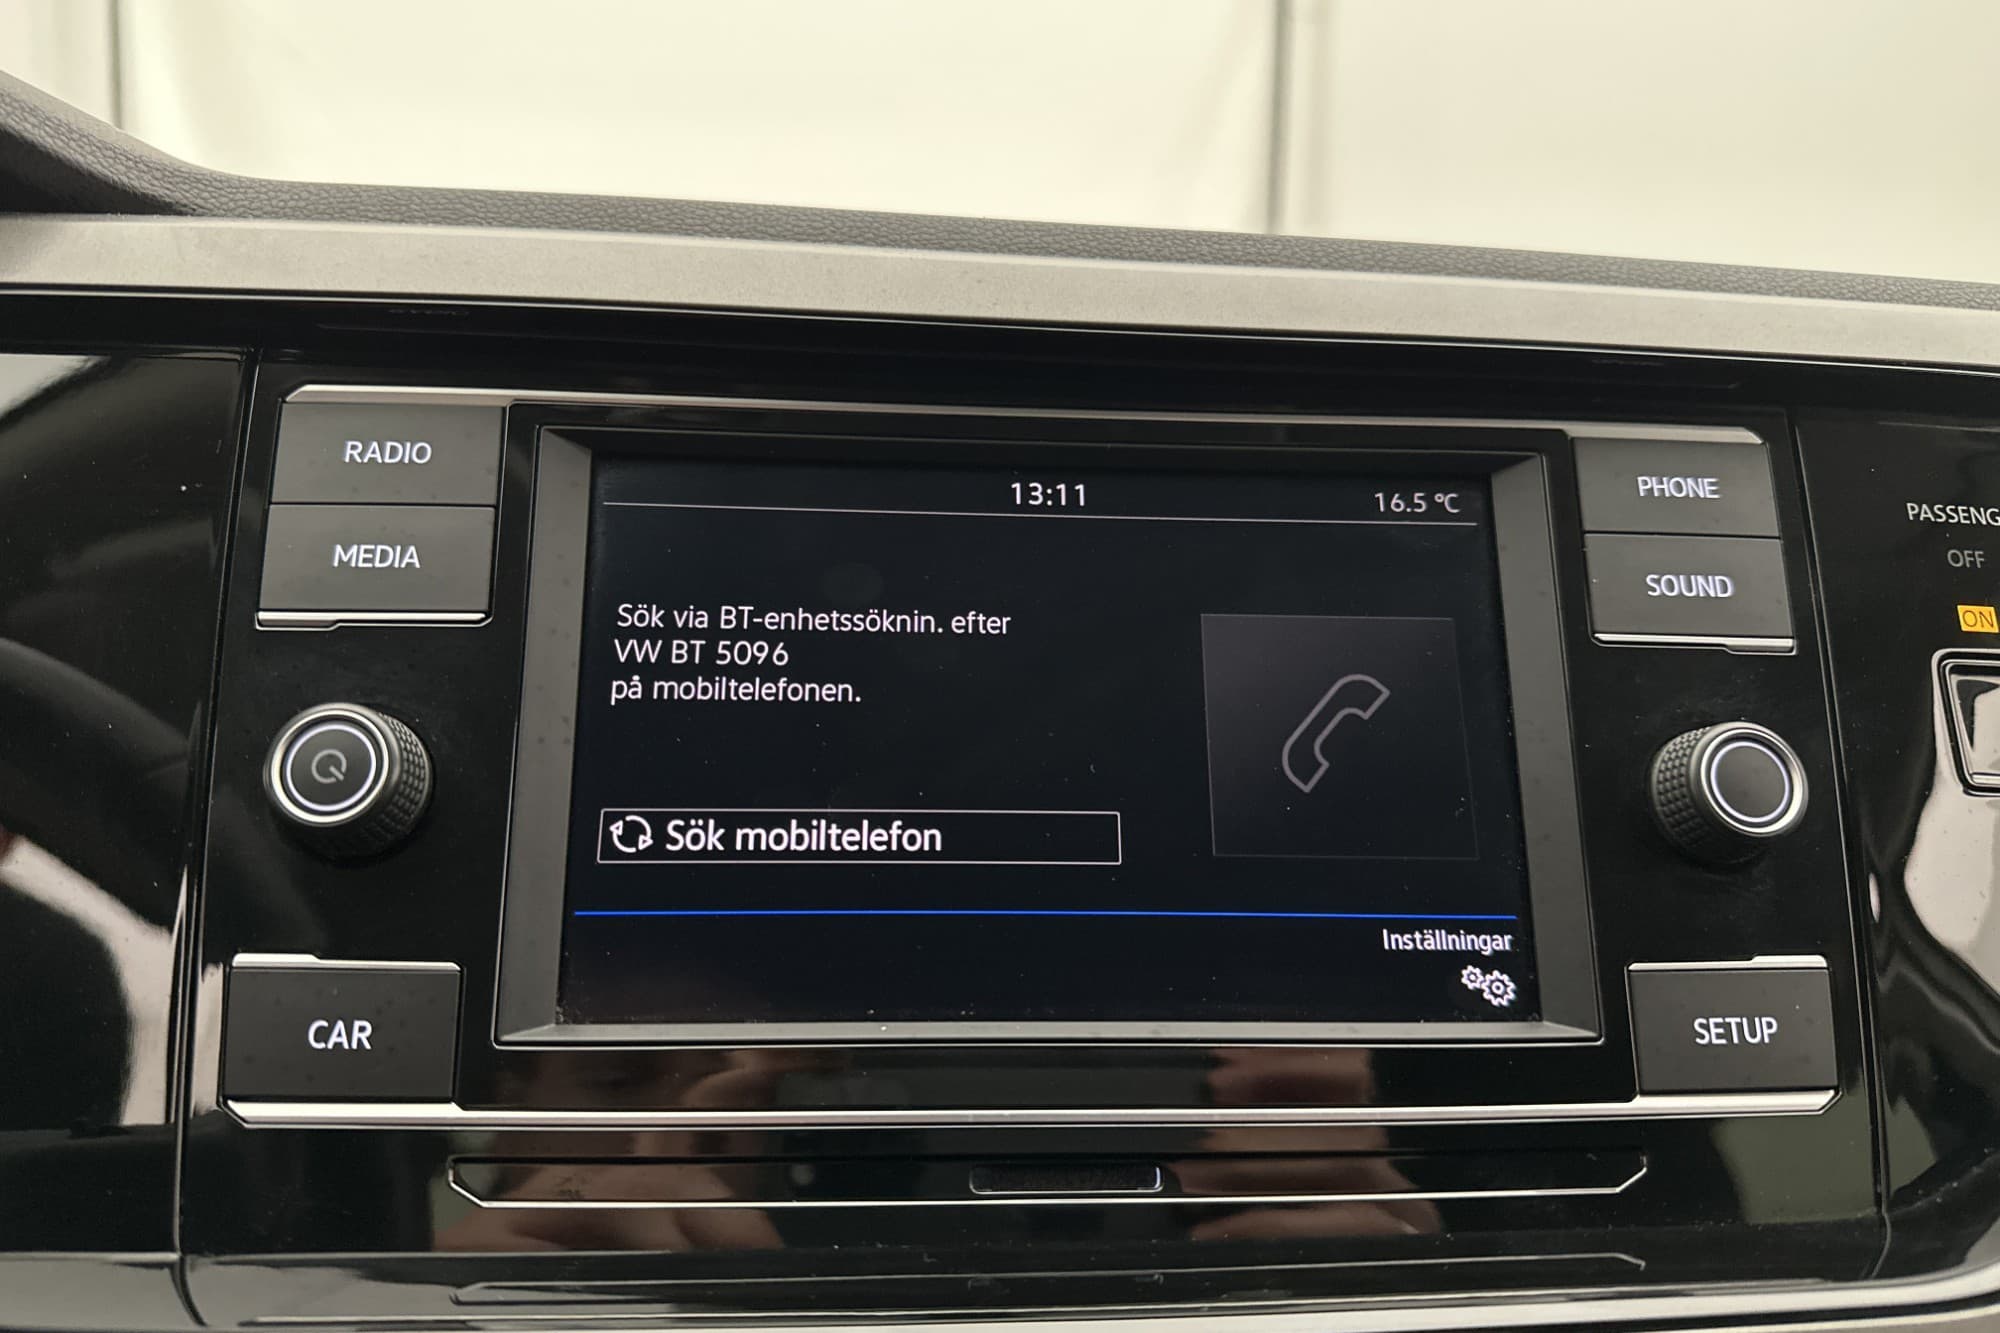 RADIO
MEDIA
CAR
13:11
16.5 °C
Sök via BT-enhetssöknin. efter
VW BT 5096
på mobiltelefonen.
Sök mobiltelefon
Inställningar
PHONE
SOUND
SETUP
PASSENG
OFF
ON